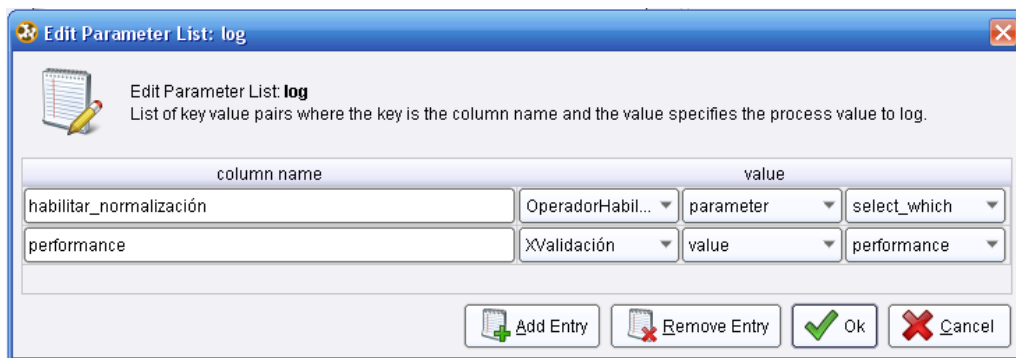 Edit Parameter List: log
Edit Parameter List: log
List of key value pairs where the key is the column name and the value specifies the process value to log.
column name value
habilitar_normalización OperadorHabil... parameter select_which
performance XValidación value performance
Add Entry Remove Entry Ok Cancel